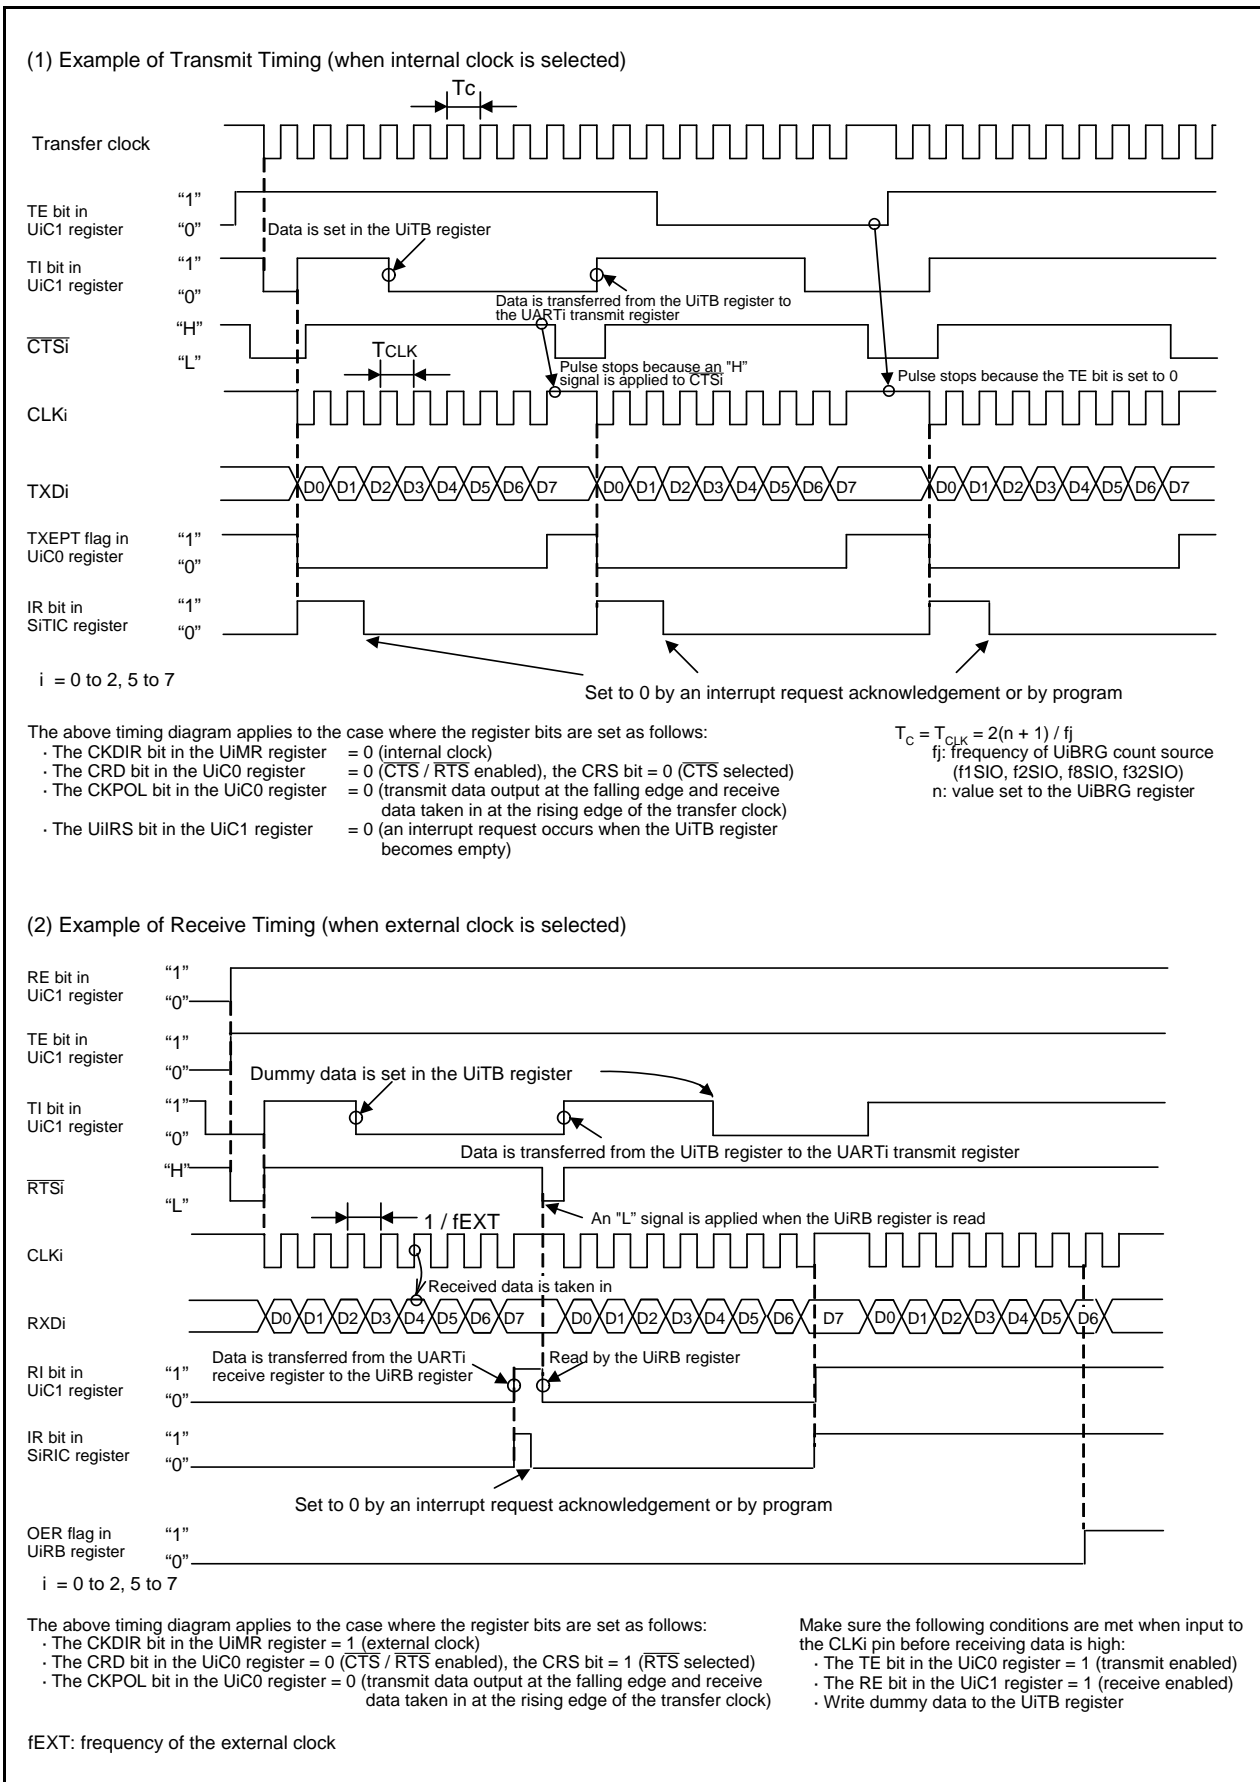 (1) Example of Transmit Timing (when internal clock is selected)
Tc
Transfer clock
TE bit in
UiC1 register
“1”
“0”
Data is set in the UiTB register
TI bit in
UiC1 register
“1”
“0”
Data is transferred from the UiTB register to
the UARTi transmit register
CTSi
“H”
“L”
TCLK
Pulse stops because an "H"
signal is applied to CTSi
Pulse stops because the TE bit is set to 0
CLKi
TXDi
D0 D1 D2 D3 D4 D5 D6 D7 D0 D1 D2 D3 D4 D5 D6 D7 D0 D1 D2 D3 D4 D5 D6 D7
TXEPT flag in
UiC0 register
“1”
“0”
IR bit in
SiTIC register
“1”
“0”
i = 0 to 2, 5 to 7
Set to 0 by an interrupt request acknowledgement or by program
The above timing diagram applies to the case where the register bits are set as follows:
· The CKDIR bit in the UiMR register = 0 (internal clock)
· The CRD bit in the UiC0 register = 0 (CTS / RTS enabled), the CRS bit = 0 (CTS selected)
· The CKPOL bit in the UiC0 register = 0 (transmit data output at the falling edge and receive
data taken in at the rising edge of the transfer clock)
· The UiIRS bit in the UiC1 register = 0 (an interrupt request occurs when the UiTB register
becomes empty)
TC = TCLK = 2(n + 1) / fj
fj: frequency of UiBRG count source
(f1SIO, f2SIO, f8SIO, f32SIO)
n: value set to the UiBRG register
(2) Example of Receive Timing (when external clock is selected)
RE bit in
UiC1 register
“1”
“0”
TE bit in
UiC1 register
“1”
“0”
Dummy data is set in the UiTB register
TI bit in
UiC1 register
“1”
“0”
Data is transferred from the UiTB register to the UARTi transmit register
RTSi
“H”
“L”
1 / fEXT
An "L" signal is applied when the UiRB register is read
CLKi
Received data is taken in
RXDi
D0 D1 D2 D3 D4 D5 D6 D7 D0 D1 D2 D3 D4 D5 D6 D7 D0 D1 D2 D3 D4 D5 D6
Data is transferred from the UARTi
receive register to the UiRB register
Read by the UiRB register
RI bit in
UiC1 register
“1”
“0”
IR bit in
SiRIC register
“1”
“0”
Set to 0 by an interrupt request acknowledgement or by program
OER flag in
UiRB register
“1”
“0”
i = 0 to 2, 5 to 7
The above timing diagram applies to the case where the register bits are set as follows:
· The CKDIR bit in the UiMR register = 1 (external clock)
· The CRD bit in the UiC0 register = 0 (CTS / RTS enabled), the CRS bit = 1 (RTS selected)
· The CKPOL bit in the UiC0 register = 0 (transmit data output at the falling edge and receive
data taken in at the rising edge of the transfer clock)
Make sure the following conditions are met when input to
the CLKi pin before receiving data is high:
· The TE bit in the UiC0 register = 1 (transmit enabled)
· The RE bit in the UiC1 register = 1 (receive enabled)
· Write dummy data to the UiTB register
fEXT: frequency of the external clock